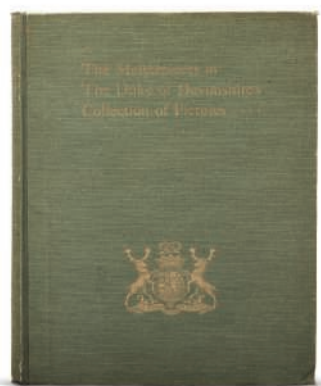 The Masterpieces in
The Duke of Devonshire's
Collection of Pictures